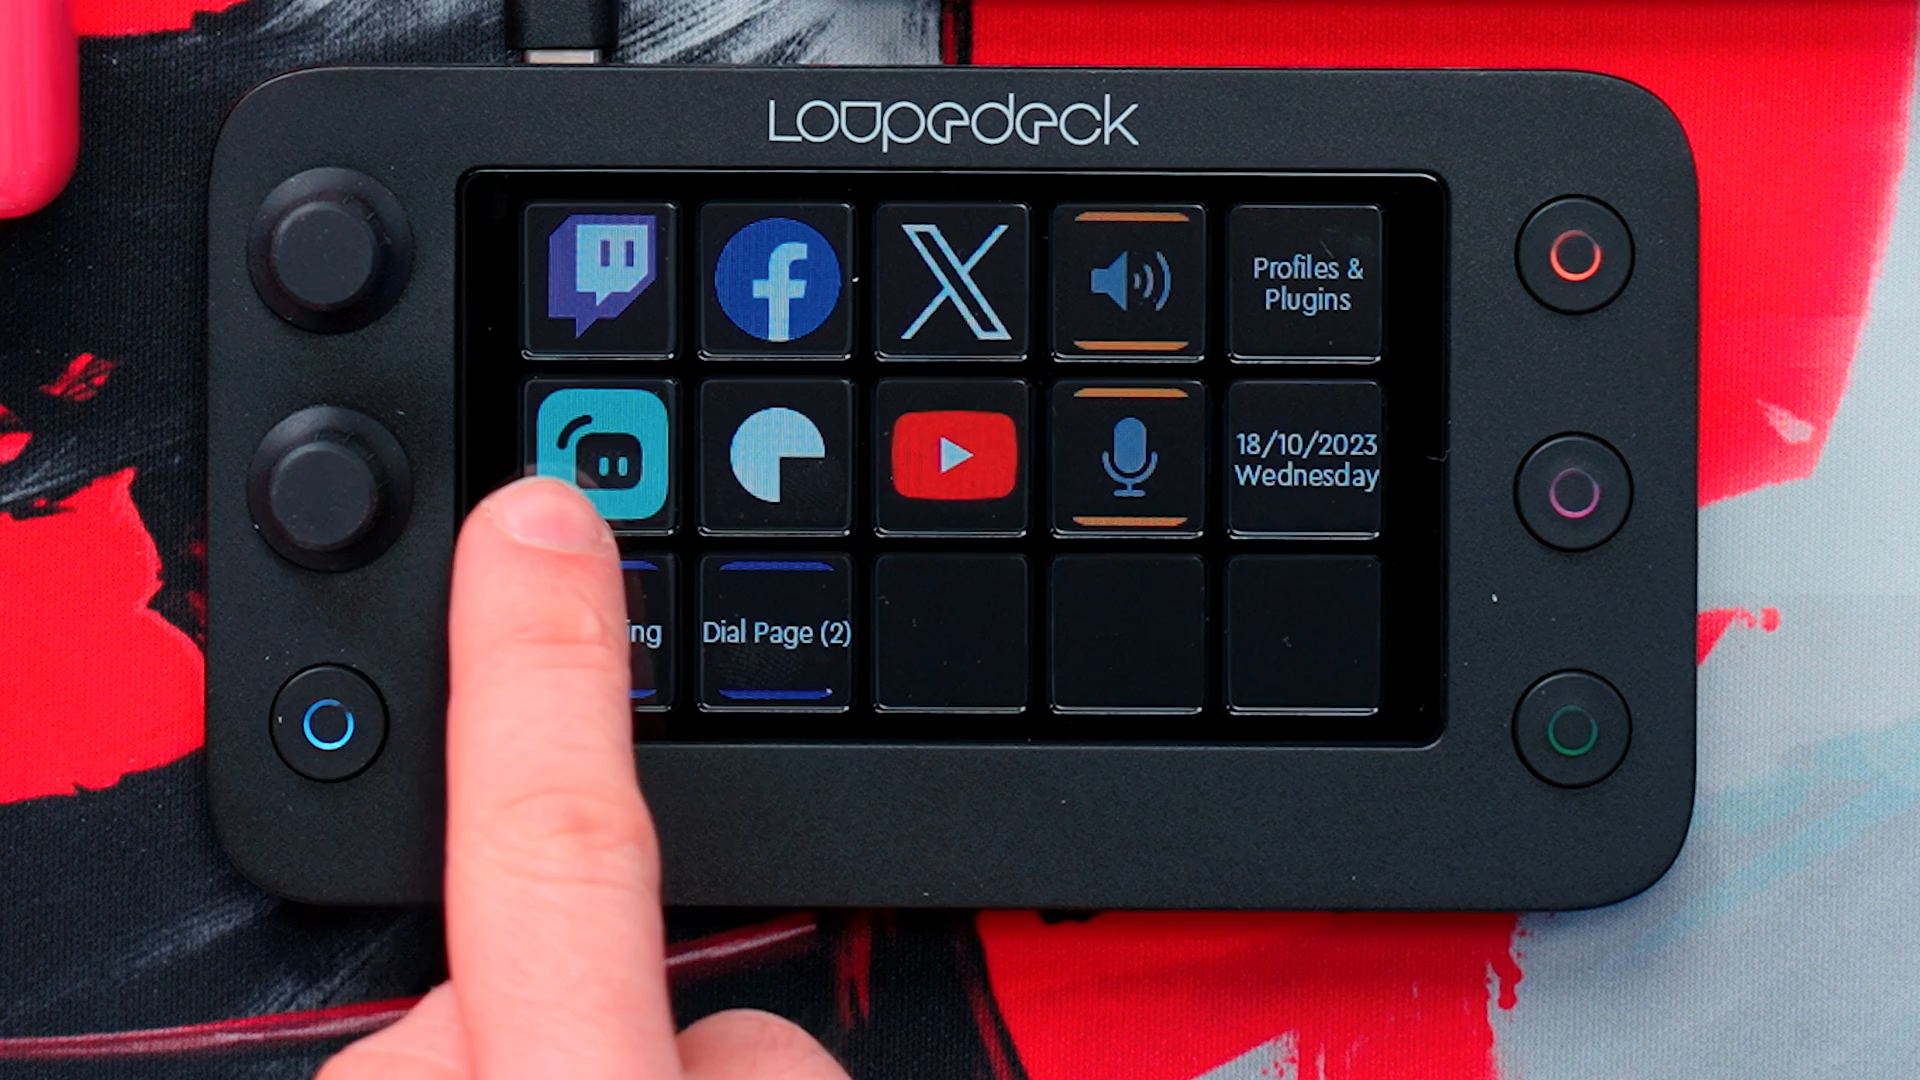 Loupedeck
Profiles &
Plugins
18/10/2023
Wednesday
ing
Dial Page (2)